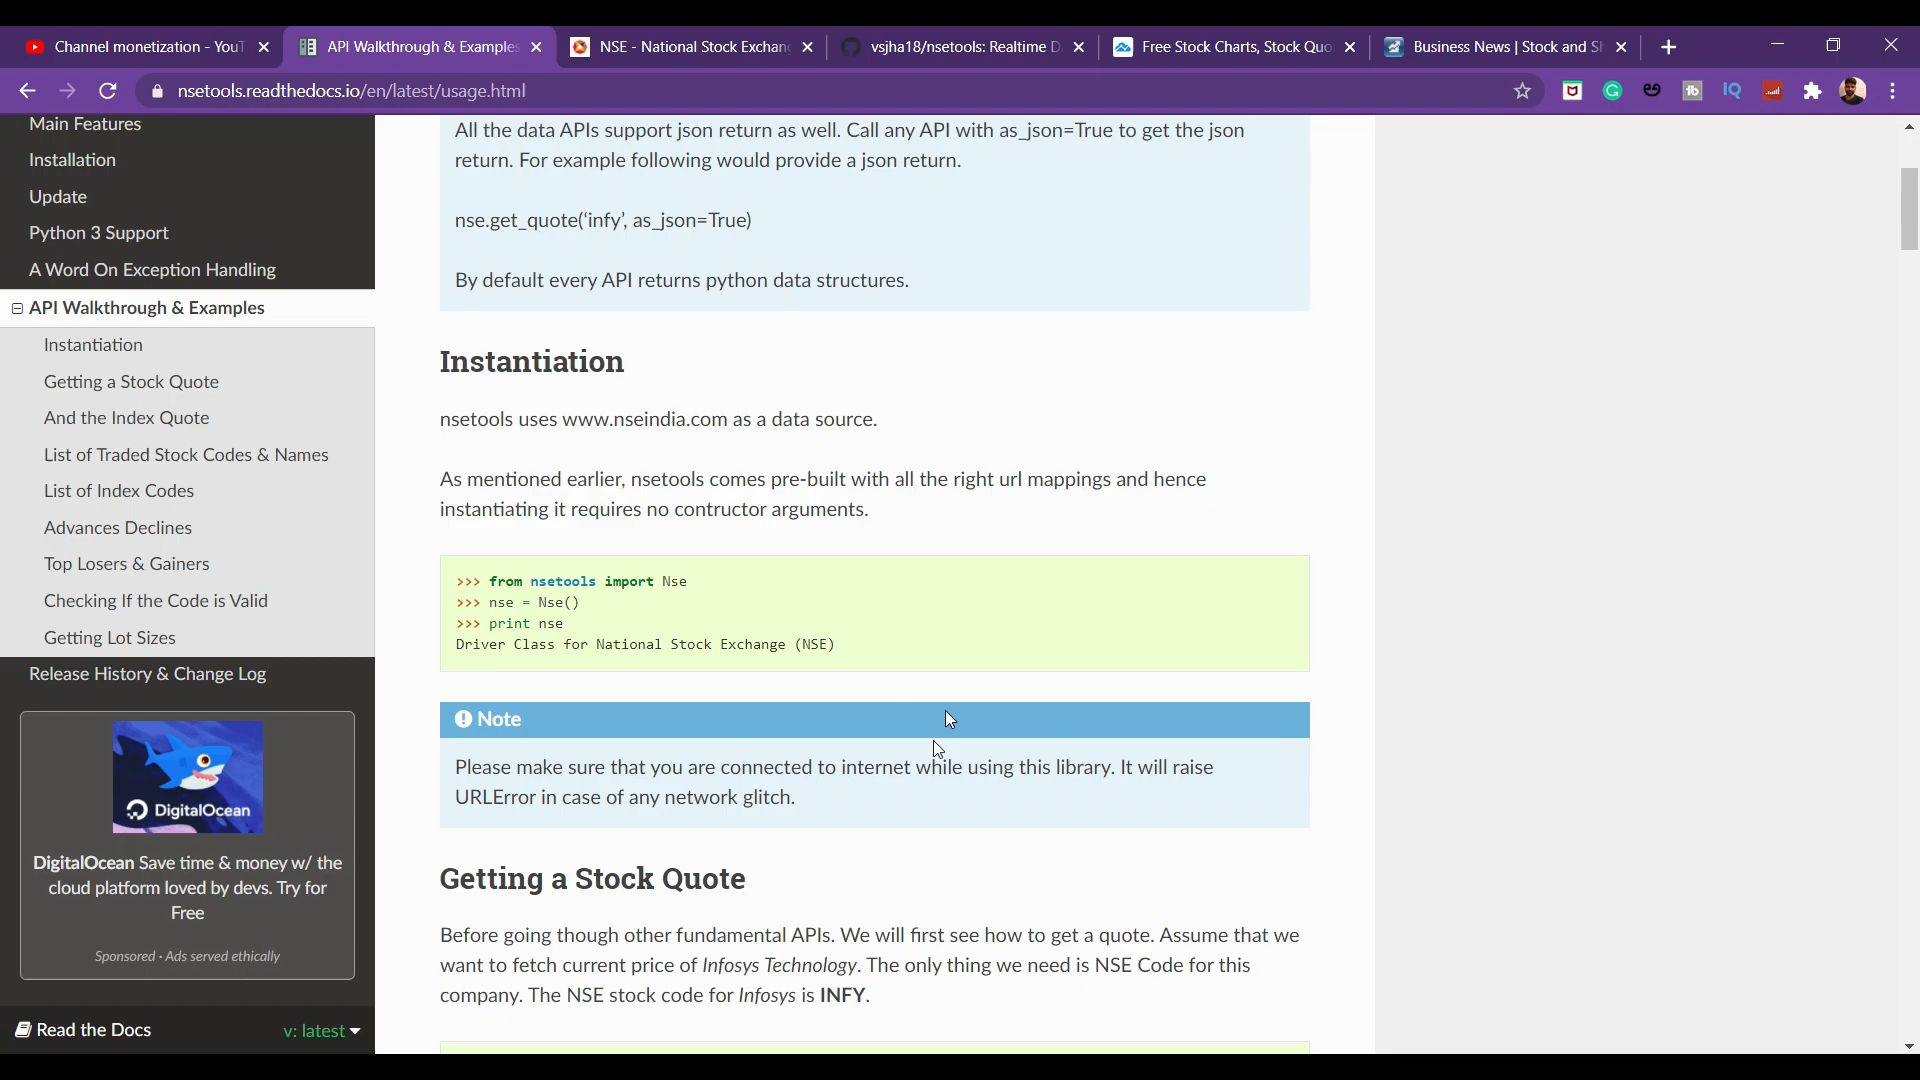 Channel monetization - YouT
API Walkthrough & Examples
NSE - National Stock Exchan
vsjha18/nsetools: Realtime D
Free Stock Charts, Stock Quo
Business News | Stock and Sh
nsetools.readthedocs.io/en/latest/usage.html
Main Features
Installation
Update
Python 3 Support
A Word On Exception Handling
API Walkthrough & Examples
Instantiation
Getting a Stock Quote
And the Index Quote
List of Traded Stock Codes & Names
List of Index Codes
Advances Declines
Top Losers & Gainers
Checking If the Code is Valid
Getting Lot Sizes
Release History & Change Log
DigitalOcean
DigitalOcean Save time & money w/ the
cloud platform loved by devs. Try for
Free
Sponsored · Ads served ethically
Read the Docs
v: latest
All the data APIs support json return as well. Call any API with as_json=True to get the json
return. For example following would provide a json return.
nse.get_quote(‘infy’, as_json=True)
By default every API returns python data structures.
Instantiation
nsetools uses www.nseindia.com as a data source.
As mentioned earlier, nsetools comes pre-built with all the right url mappings and hence
instantiating it requires no contructor arguments.
>>> from nsetools import Nse
>>> nse = Nse()
>>> print nse
Driver Class for National Stock Exchange (NSE)
Note
Please make sure that you are connected to internet while using this library. It will raise
URLError in case of any network glitch.
Getting a Stock Quote
Before going though other fundamental APIs. We will first see how to get a quote. Assume that we
want to fetch current price of Infosys Technology. The only thing we need is NSE Code for this
company. The NSE stock code for Infosys is INFY.